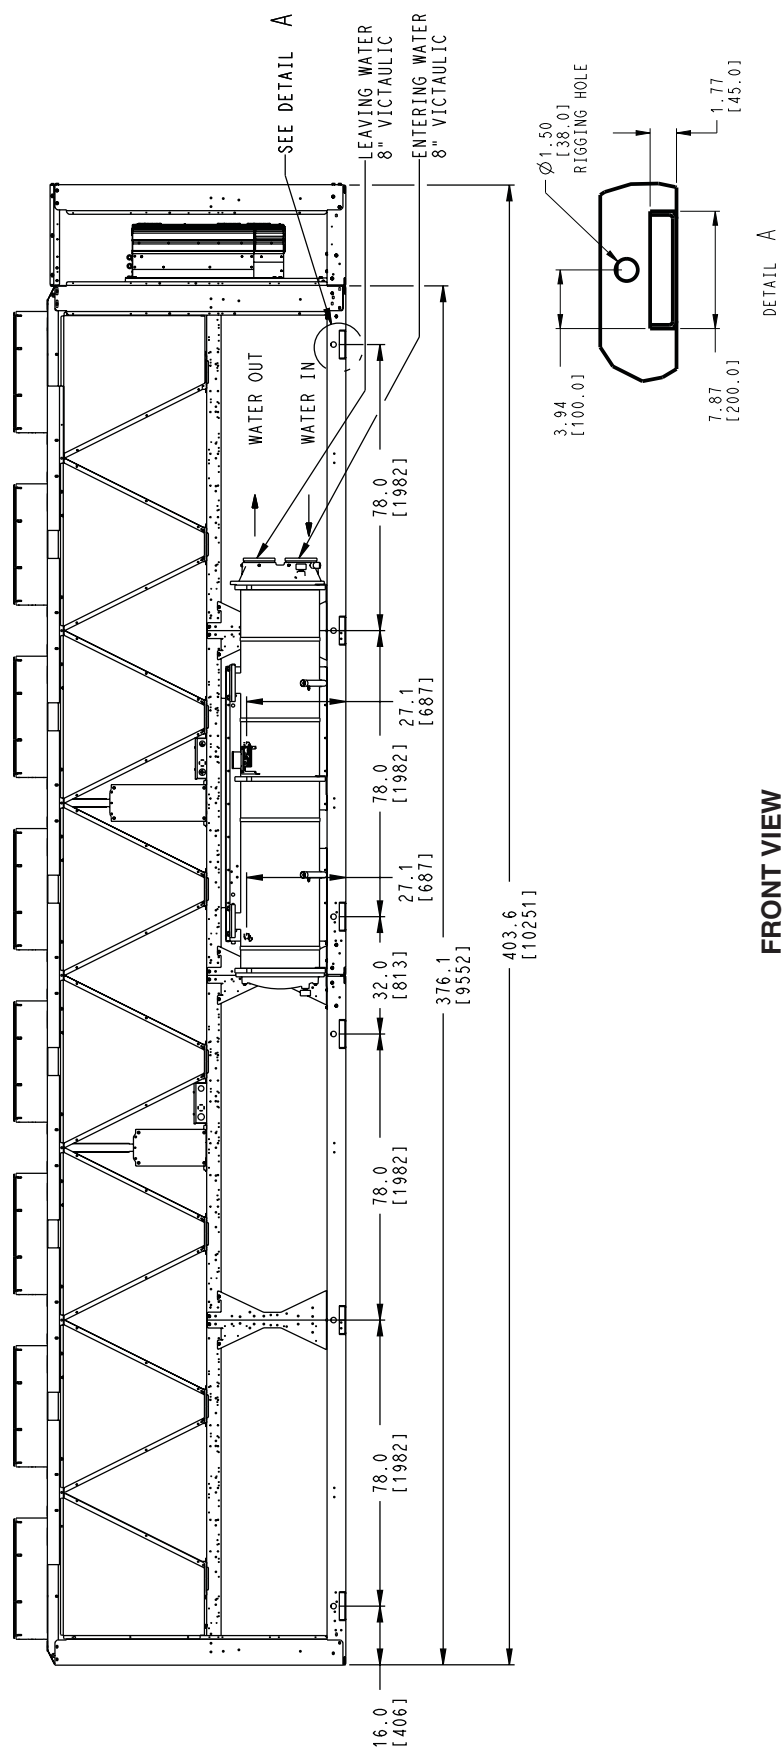 SEE DETAIL A
LEAVING WATER
8" VICTAULIC
ENTERING WATER
8" VICTAULIC
WATER OUT
WATER IN
16.0
[406]
78.0
[1982]
78.0
[1982]
32.0
[813]
78.0
[1982]
78.0
[1982]
27.1
[687]
27.1
[687]
376.1
[9552]
403.6
[10251]
3.94
[100.0]
Ø1.50
[38.0]
RIGGING HOLE
7.87
[200.0]
1.77
[45.0]
DETAIL A
FRONT VIEW